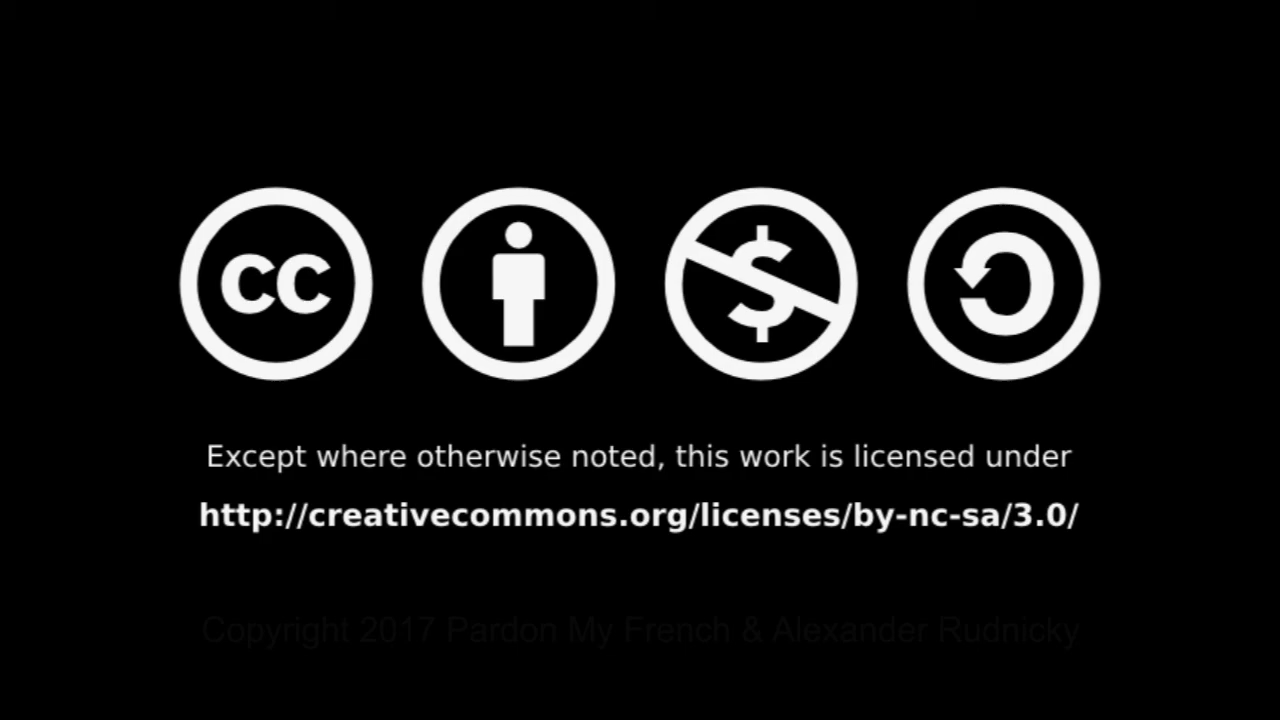 cc
$
Except where otherwise noted, this work is licensed under
http://creativecommons.org/licenses/by-nc-sa/3.0/
Copyright 2017 Pardon My French & Alexander Rudnicky